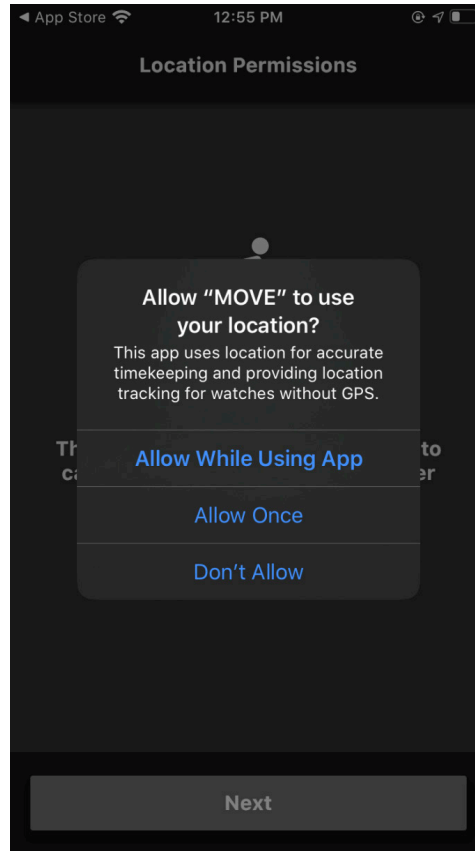 App Store
12:55 PM
Location Permissions
Allow “MOVE” to use
your location?
This app uses location for accurate
timekeeping and providing location
tracking for watches without GPS.
to
Allow While Using App
Allow Once
Don’t Allow
Next